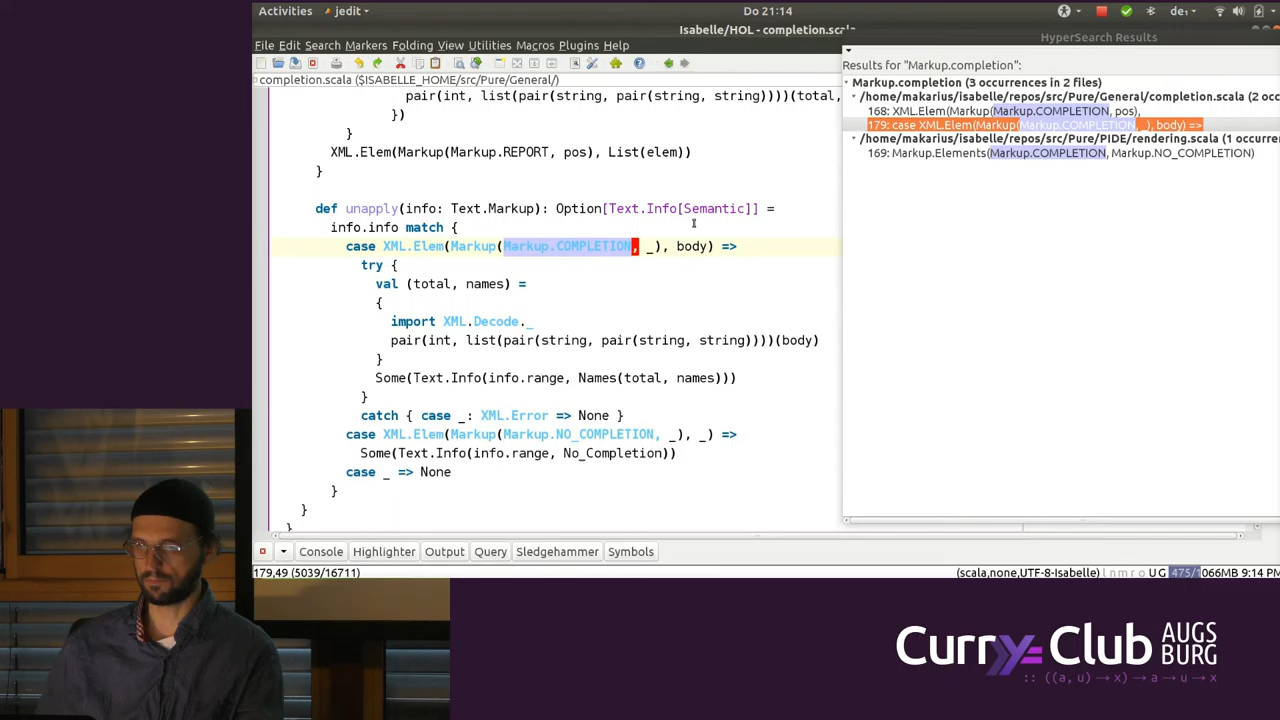 Activities
jedit
Do 21:14
de₁
Isabelle/HOL - completion.sca
HyperSearch Results
File Edit Search Markers Folding View Utilities Macros Plugins Help
completion.scala ($ISABELLE_HOME/src/Pure/General/)
pair(int, list(pair(string, pair(string, string))))(total,
})
}
XML.Elem(Markup(Markup.REPORT, pos), List(elem))
}
def unapply(info: Text.Markup): Option[Text.Info[Semantic]] =
info.info match {
case XML.Elem(Markup(Markup.COMPLETION, _), body) =>
try {
val (total, names) =
{
import XML.Decode._
pair(int, list(pair(string, pair(string, string))))(body)
}
Some(Text.Info(info.range, Names(total, names)))
}
catch { case _: XML.Error => None }
case XML.Elem(Markup(Markup.NO_COMPLETION, _), _) =>
Some(Text.Info(info.range, No_Completion))
case _ => None
}
}
}
Results for "Markup.completion":
Markup.completion (3 occurrences in 2 files)
/home/makarius/isabelle/repos/src/Pure/General/completion.scala (2 occ
168: XML.Elem(Markup(Markup.COMPLETION, pos),
179: case XML.Elem(Markup(Markup.COMPLETION, _), body) =>
/home/makarius/isabelle/repos/src/Pure/PIDE/rendering.scala (1 occurre
169: Markup.Elements(Markup.COMPLETION, Markup.NO_COMPLETION)
Console Highlighter Output Query Sledgehammer Symbols
179,49 (5039/16711)
(scala,none,UTF-8-Isabelle) l n m r o U G 475/1066MB 9:14 PM
Curry Club AUGS
BURG
:: ((a, u) → x) → a → u → x